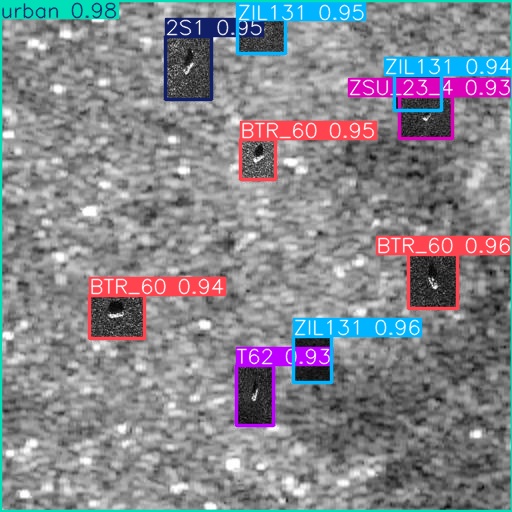 urban 0.98
ZIL131 0.95
2S1 0.95
ZIL131 0.94
ZSU_23_4 0.93
BTR_60 0.95
BTR_60 0.96
BTR_60 0.94
ZIL131 0.96
T62 0.93